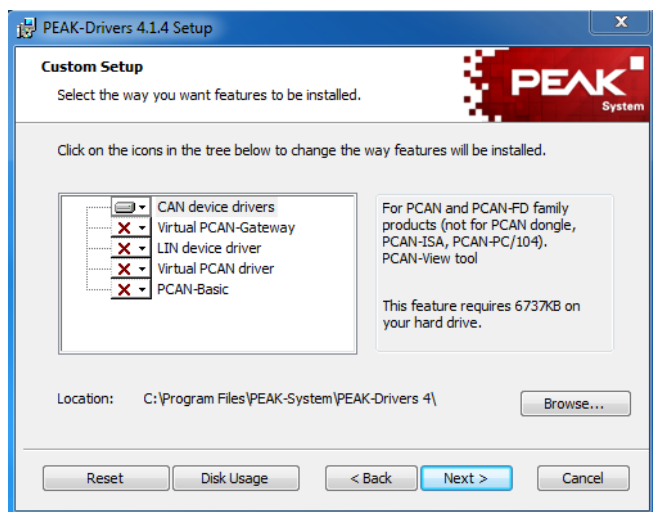 PEAK-Drivers 4.1.4 Setup
X
Custom Setup
Select the way you want features to be installed.
PEAK
System
Click on the icons in the tree below to change the way features will be installed.
CAN device drivers
Virtual PCAN-Gateway
LIN device driver
Virtual PCAN driver
PCAN-Basic
For PCAN and PCAN-FD family
products (not for PCAN dongle,
PCAN-ISA, PCAN-PC/104).
PCAN-View tool
This feature requires 6737KB on
your hard drive.
Location: C:\Program Files\PEAK-System\PEAK-Drivers 4\
Browse...
Reset Disk Usage < Back Next > Cancel